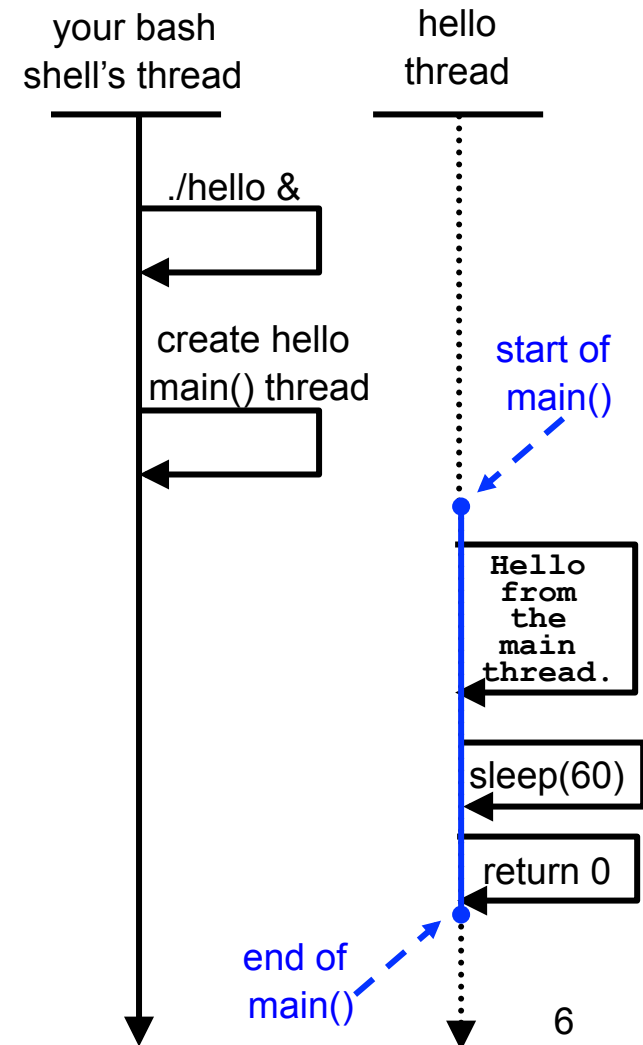 your bash
shell's thread
hello
thread
./hello &
create hello
main() thread
start of
main()
Hello
from
the
main
thread.
sleep(60)
return 0
end of
main()
6